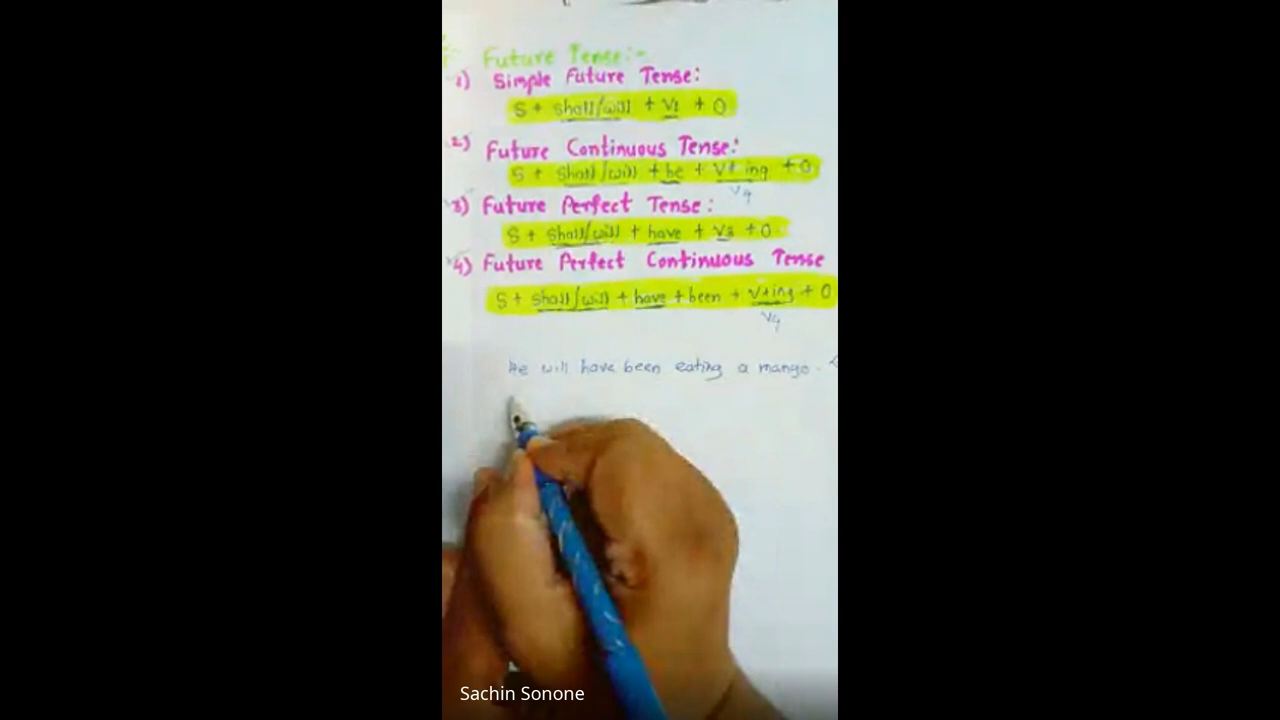 Future Tense:-
1) Simple Future Tense:
S + Shall/will + V1 + O
2) Future Continuous Tense:
S + Shall/will + be + V+ing + O
V4
3) Future Perfect Tense:
S + Shall/will + have + V3 + O
4) Future Perfect Continuous Tense
S + Shall/will + have + been + V+ing + O
V4
He will have been eating a mango.
Sachin Sonone